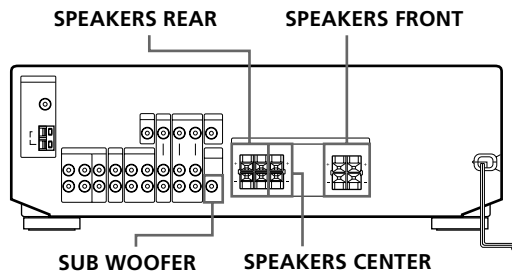 SPEAKERS REAR
SPEAKERS FRONT
+ + + +
– – – –
SUB WOOFER
SPEAKERS CENTER